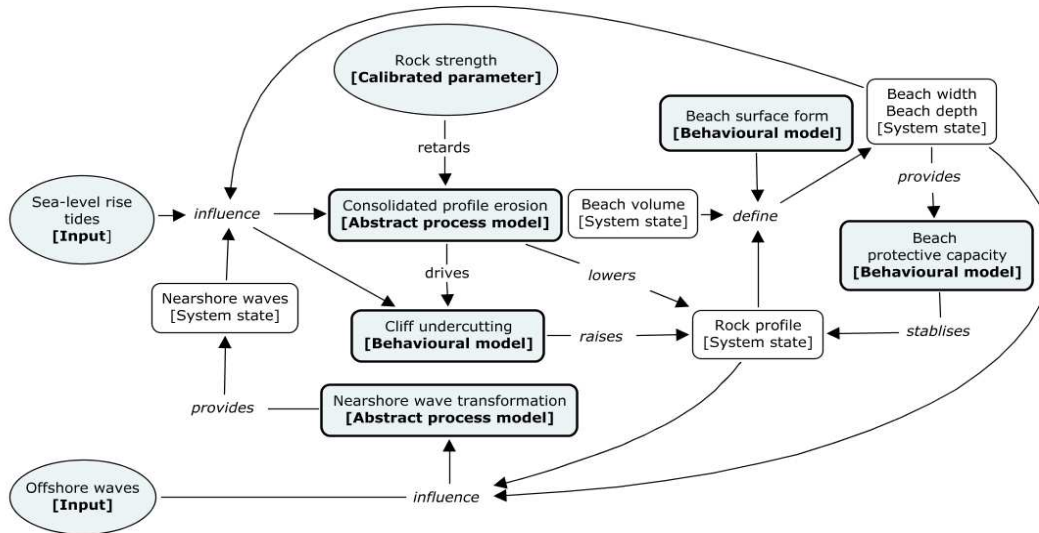 Rock strength
[Calibrated parameter]
retards
Beach surface form
[Behavioural model]
Beach width
Beach depth
[System state]
provides
Sea-level rise
tides
[Input]
influence
Consolidated profile erosion
[Abstract process model]
Beach volume
[System state]
define
Beach
protective capacity
[Behavioural model]
drives
lowers
Nearshore waves
[System state]
Cliff undercutting
[Behavioural model]
raises
Rock profile
[System state]
stablises
provides
Nearshore wave transformation
[Abstract process model]
Offshore waves
[Input]
influence